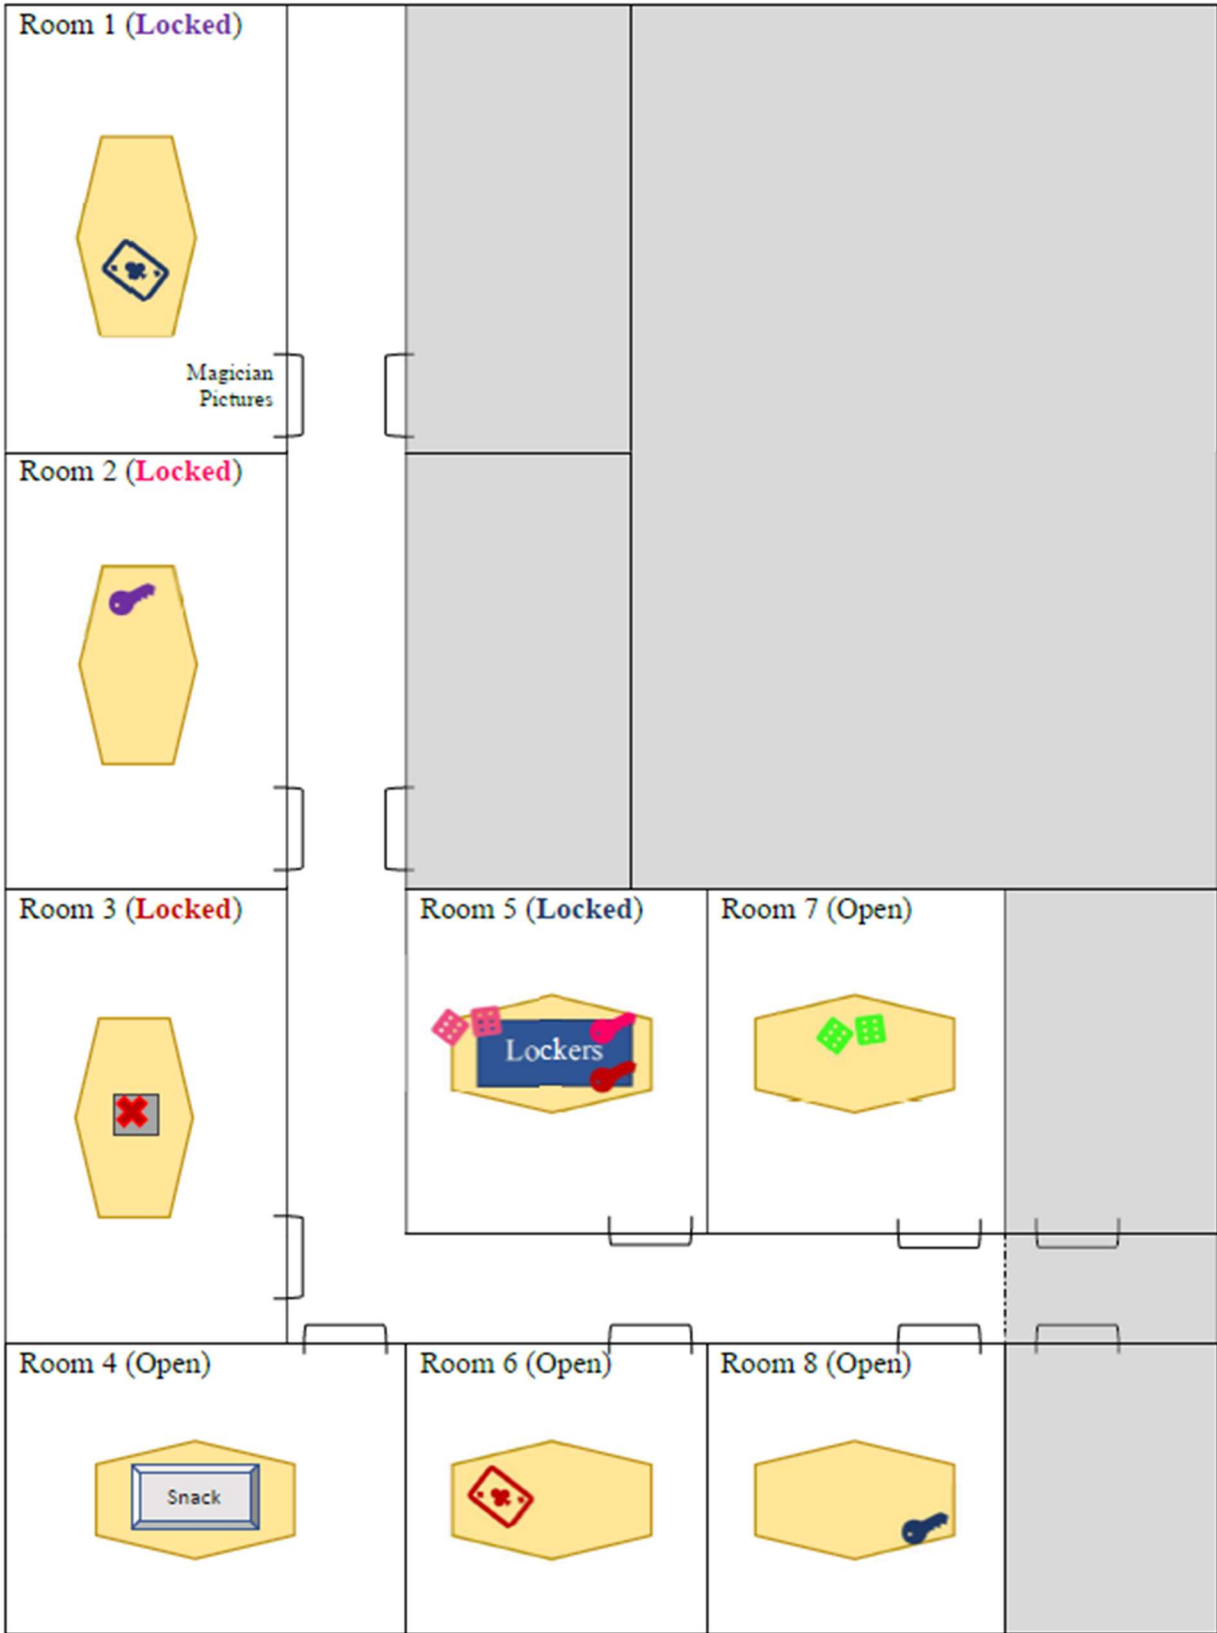 Room 1 (Locked)
Magician
Pictures
Room 2 (Locked)
Room 3 (Locked)
Room 5 (Locked)
Room 7 (Open)
Lockers
Room 4 (Open)
Room 6 (Open)
Room 8 (Open)
Snack